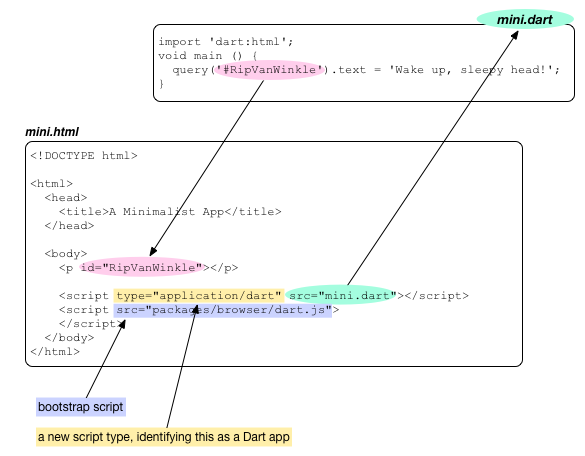 mini.dart
import 'dart:html';
void main () {
query('#RipVanWinkle').text = 'Wake up, sleepy head!';
}
mini.html
<!DOCTYPE html>
<html>
<head>
<title>A Minimalist App</title>
</head>
<body>
<p id="RipVanWinkle"></p>
<script type="application/dart" src="mini.dart"></script>
<script src="packages/browser/dart.js">
</script>
</body>
</html>
bootstrap script
a new script type, identifying this as a Dart app